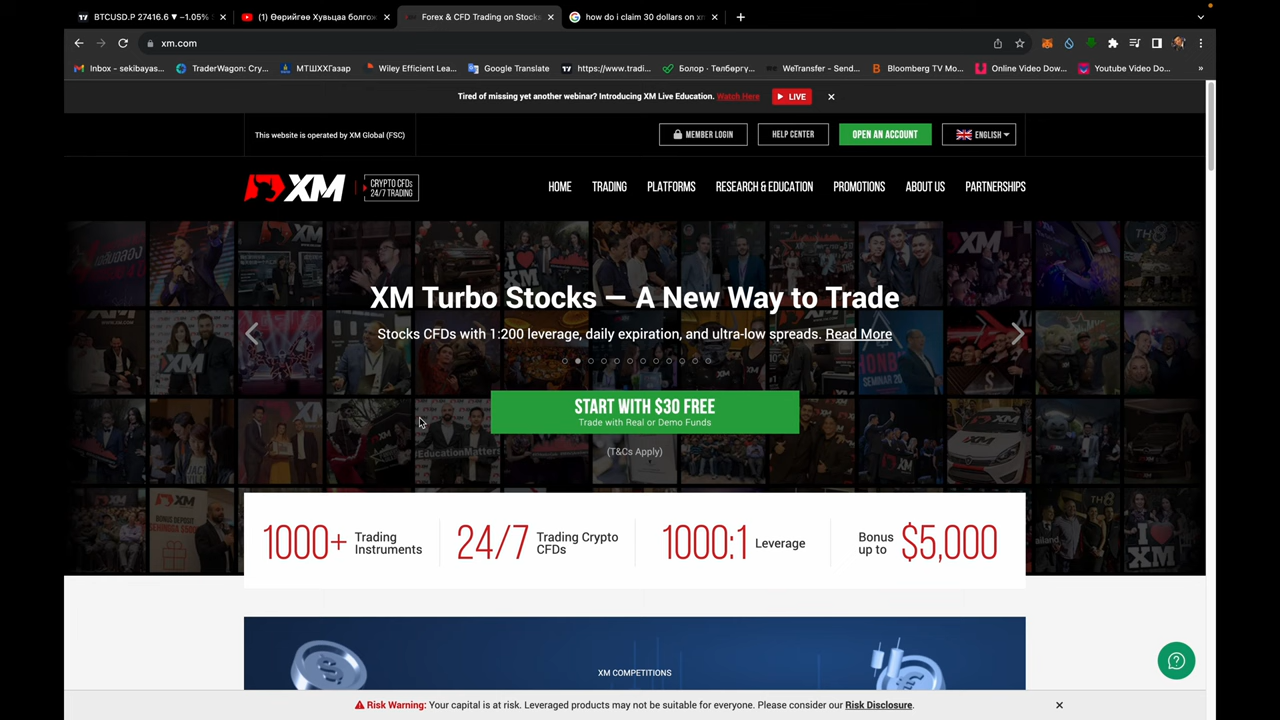 BTCUSD.P 27416.6 ▼ −1.05%
(1) Өөрийгөө Хувьцаа болгож
Forex & CFD Trading on Stocks
how do i claim 30 dollars on xm
xm.com
Inbox - sekibayas...
TraderWagon: Cry...
МТШХХГазар
Wiley Efficient Lea...
Google Translate
https://www.tradi...
Болор · Тинбергү...
WeTransfer - Send...
Bloomberg TV Mo...
Online Video Dow...
Youtube Video Do...
Tired of missing yet another webinar? Introducing XM Live Education. Watch Here LIVE
This website is operated by XM Global (FSC)
MEMBER LOGIN
HELP CENTER
OPEN AN ACCOUNT
ENGLISH
XM
CRYPTO CFDs
24/7 TRADING
HOME
TRADING
PLATFORMS
RESEARCH & EDUCATION
PROMOTIONS
ABOUT US
PARTNERSHIPS
XM Turbo Stocks — A New Way to Trade
Stocks CFDs with 1:200 leverage, daily expiration, and ultra-low spreads. Read More
START WITH $30 FREE
Trade with Real or Demo Funds
(T&Cs Apply)
1000+ Trading
Instruments
24/7 Trading Crypto
CFDs
1000:1 Leverage
Bonus
up to $5,000
XM COMPETITIONS
Risk Warning: Your capital is at risk. Leveraged products may not be suitable for everyone. Please consider our Risk Disclosure.